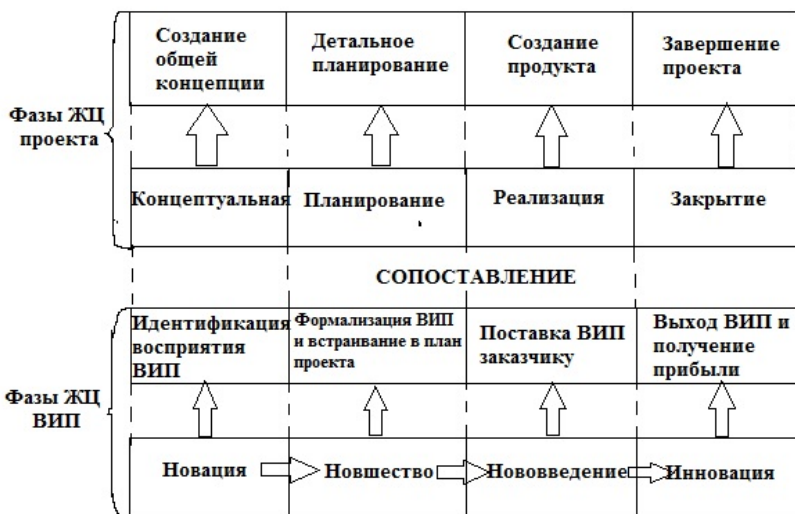 Создание
общей
концепции
Детальное
планирование
Создание
продукта
Завершение
проекта
Фазы ЖЦ
проекта
Концептуальная
Планирование
Реализация
Закрытие
СОПОСТАВЛЕНИЕ
Идентификация
восприятия
ВИП
Формализация ВИП
и встраивание в план
проекта
Поставка ВИП
заказчику
Выход ВИП и
получение
прибыли
Фазы ЖЦ
ВИП
Новация
Новшество
Нововведение
Инновация